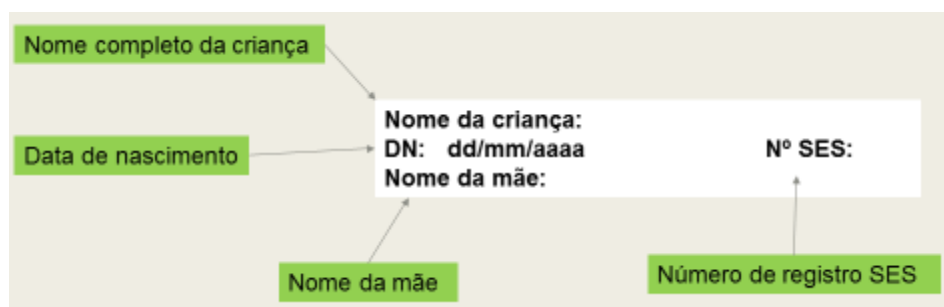 Nome completo da criança
Nome da criança:
DN: dd/mm/aaaa Nº SES:
Data de nascimento
Nome da mãe:
Nome da mãe
Número de registro SES